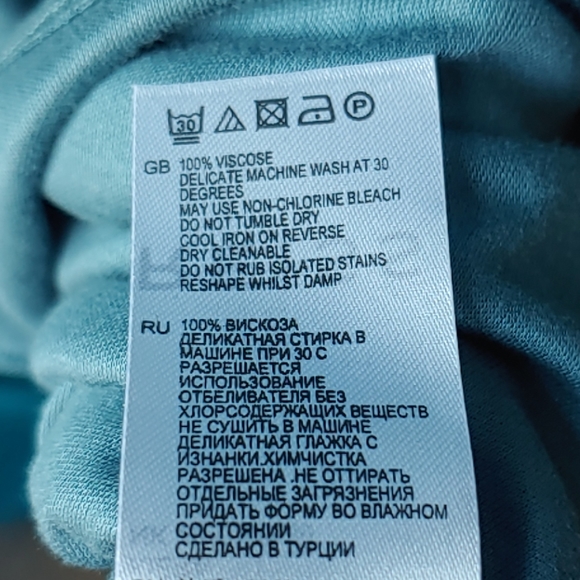 30 P
GB 100% VISCOSE
DELICATE MACHINE WASH AT 30
DEGREES
MAY USE NON-CHLORINE BLEACH
DO NOT TUMBLE DRY
COOL IRON ON REVERSE
DRY CLEANABLE
DO NOT RUB ISOLATED STAINS
RESHAPE WHILST DAMP
RU 100% ВИСКОЗА
ДЕЛИКАТНАЯ СТИРКА В
МАШИНЕ ПРИ 30 С
РАЗРЕШАЕТСЯ
ИСПОЛЬЗОВАНИЕ
ОТБЕЛИВАТЕЛЯ БЕЗ
ХЛОРСОДЕРЖАЩИХ ВЕЩЕСТВ
НЕ СУШИТЬ В МАШИНЕ
ДЕЛИКАТНАЯ ГЛАЖКА С
ИЗНАНКИ.ХИМЧИСТКА
РАЗРЕШЕНА .НЕ ОТТИРАТЬ
ОТДЕЛЬНЫЕ ЗАГРЯЗНЕНИЯ
ПРИДАТЬ ФОРМУ ВО ВЛАЖНОМ
СОСТОЯНИИ
СДЕЛАНО В ТУРЦИИ